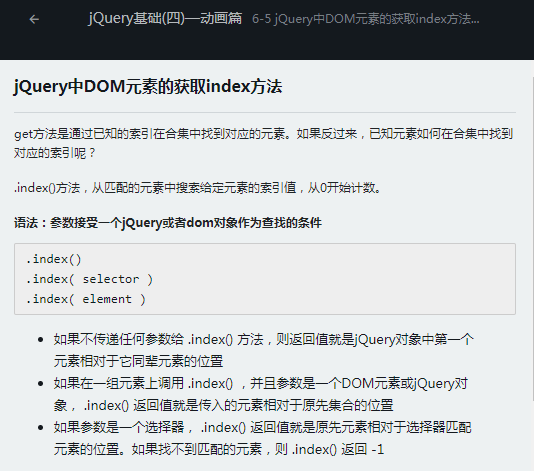 ← jQuery基础(四)—动画篇 6-5 jQuery中DOM元素的获取index方法...
jQuery中DOM元素的获取index方法
get方法是通过已知的索引在合集中找到对应的元素。如果反过来，已知元素如何在合集中找到
对应的索引呢？
.index()方法，从匹配的元素中搜索给定元素的索引值，从0开始计数。
语法：参数接受一个jQuery或者dom对象作为查找的条件
.index()
.index( selector )
.index( element )
• 如果不传递任何参数给 .index() 方法，则返回值就是jQuery对象中第一个
元素相对于它同辈元素的位置
• 如果在一组元素上调用 .index() ，并且参数是一个DOM元素或jQuery对
象， .index() 返回值就是传入的元素相对于原先集合的位置
• 如果参数是一个选择器， .index() 返回值就是原先元素相对于选择器匹配
元素的位置。如果找不到匹配的元素，则 .index() 返回 -1